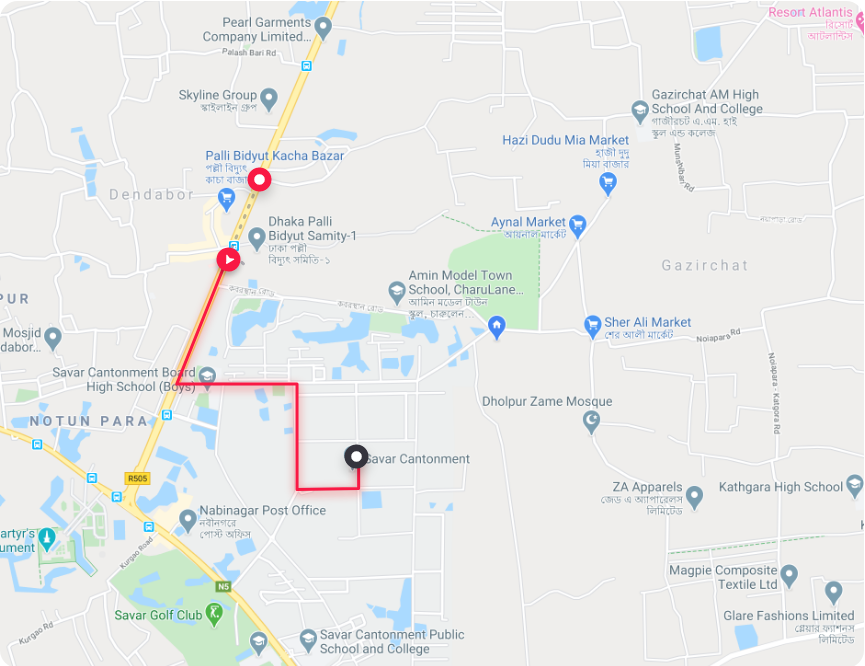 Pearl Garments
Company Limited...
Palash Bari Rd
Resort Atlantis
রিসোর্ট
আটলান্টিস
Skyline Group
স্কাইলাইন গ্রুপ
Gazirchat AM High
School And College
গাজীরচট এ.এম. হাই
স্কুল এন্ড কলেজ
Munshibari Rd
Hazi Dudu Mia Market
হাজী দুদু
মিয়া বাজার
Palli Bidyut Kacha Bazar
পল্লী বিদ্যুৎ
কাচা বাজা
Dendabor
Dhaka Palli
Bidyut Samity-1
ঢাকা পল্লী
বিদ্যুৎ সমিতি-১
Aynal Market
আয়নাল মার্কেট
Gazirchat
Amin Model Town
School, CharuLane...
আমিন মডেল টাউন
স্কুল, চারুলেন...
কবরস্থান রোড
কবরস্থান রোড
PUR
Sher Ali Market
শের আলী মার্কেট
Noiapara Rd
Noiapara - Katgora Rd
Mosjid
dabor...
Savar Cantonment Board
High School (Boys)
NOTUN PARA
Dholpur Zame Mosque
Savar Cantonment
R505
ZA Apparels
জেড এ অ্যাপারেলস
লিমিটেড
Kathgara High School
Nabinagar Post Office
নবীনগরে
পোস্ট অফিস
artyr's
ument
Kurgao Road
N5
Magpie Composite
Textile Ltd
Savar Golf Club
Glare Fashions Limited
গ্লেয়ার ফ্যাশনস
লিমিটেড
Kurgao Rd
Savar Cantonment Public
School and College